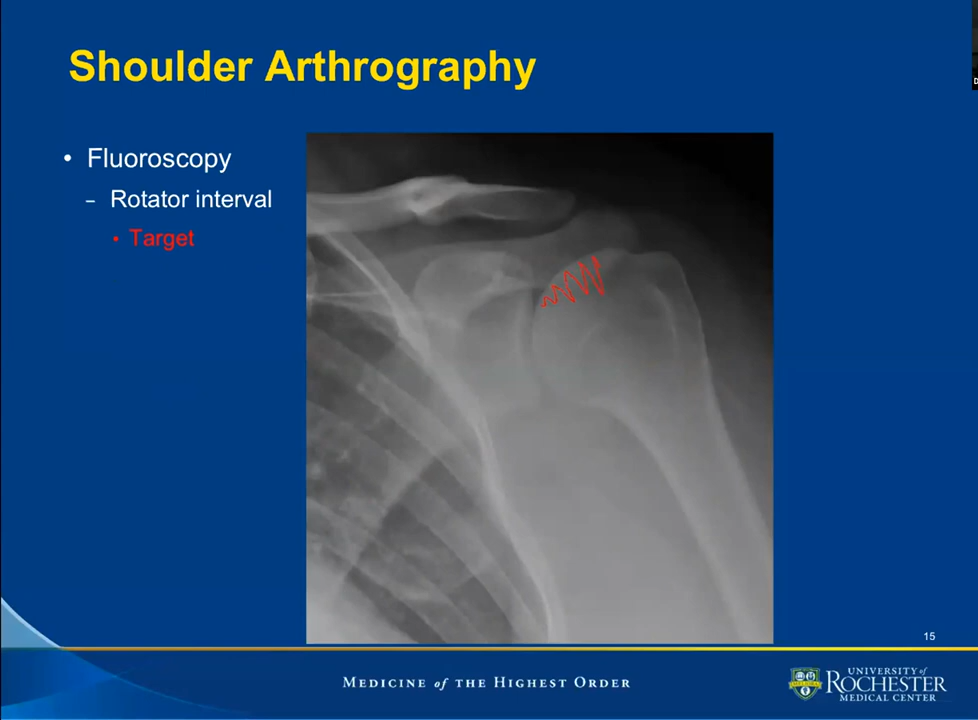 Shoulder Arthrography
• Fluoroscopy
– Rotator interval
• Target
15
MEDICINE of THE HIGHEST ORDER
UNIVERSITY of
ROCHESTER
MEDICAL CENTER